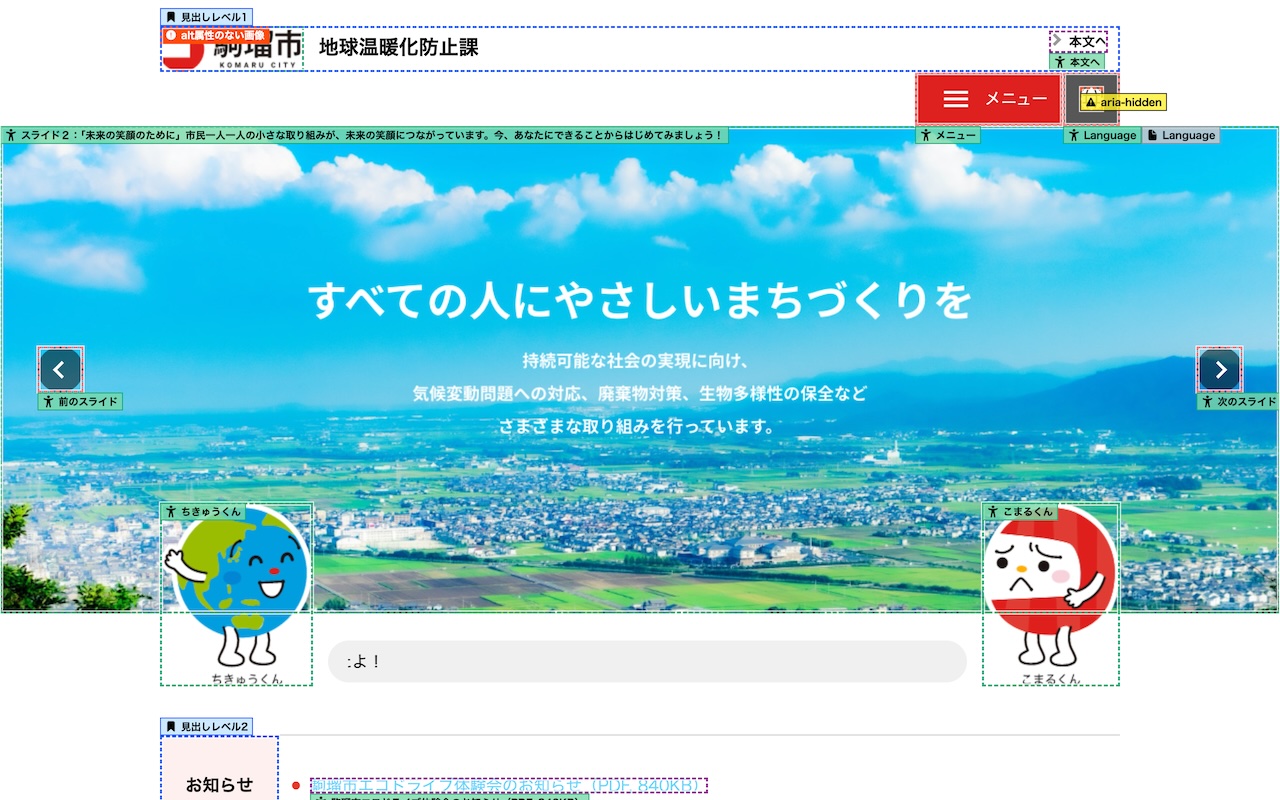 見出しレベル1
alt属性のない画像
駒瑠市
KOMARU CITY
地球温暖化防止課
本文へ
本文へ
メニュー
aria-hidden
スライド2:「未来の笑顔のために」市民一人一人の小さな取り組みが、未来の笑顔につながっています。今、あなたにできることからはじめてみましょう!
メニュー
Language
Language
すべての人にやさしいまちづくりを
持続可能な社会の実現に向け、
気候変動問題への対応、廃棄物対策、生物多様性の保全など
さまざまな取り組みを行っています。
前のスライド
次のスライド
ちきゅうくん
こまるくん
よ!
ちきゅうくん
こまるくん
見出しレベル2
お知らせ
駒瑠市エコドライブ体験会のお知らせ(PDF, 840KB)